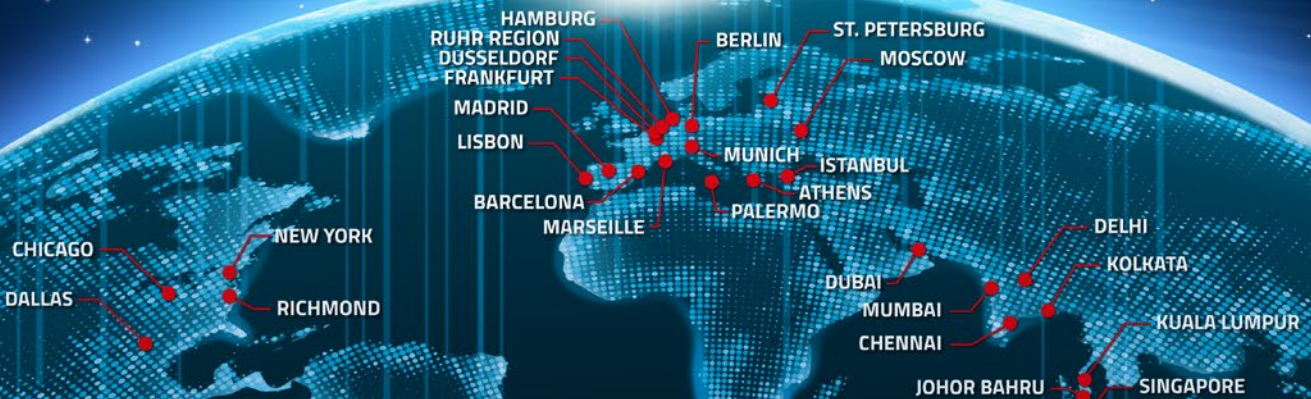 HAMBURG
RUHR REGION
DÜSSELDORF
FRANKFURT
MADRID
LISBON
BARCELONA
MARSEILLE
BERLIN
ST. PETERSBURG
MOSCOW
MUNICH
ISTANBUL
ATHENS
PALERMO
CHICAGO
NEW YORK
DALLAS
RICHMOND
DUBAI
DELHI
KOLKATA
MUMBAI
CHENNAI
KUALA LUMPUR
JOHOR BAHRU
SINGAPORE